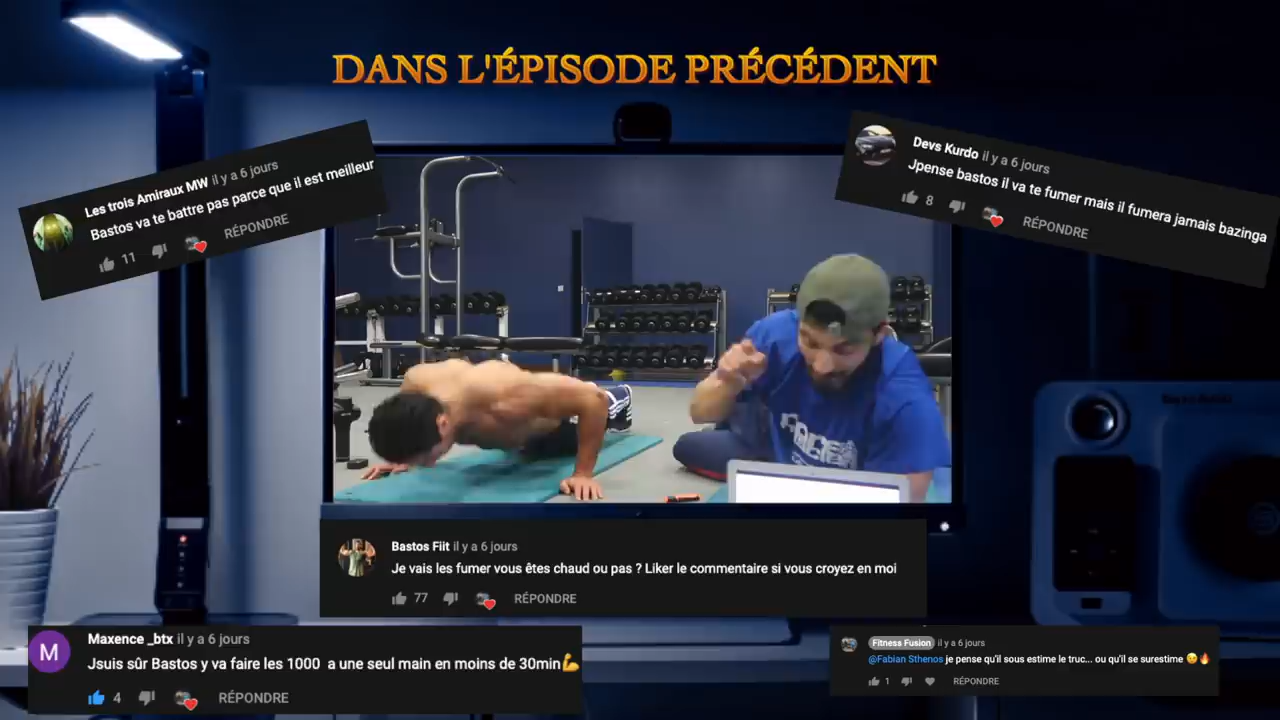 DANS L'ÉPISODE PRÉCÉDENT
Les trois Amiraux MW il y a 6 jours
Bastos va te battre pas parce que il est meilleur
11 RÉPONDRE
Devs Kurdo il y a 6 jours
Jpense bastos il va te fumer mais il fumera jamais bazinga
8 RÉPONDRE
Bastos Fiit il y a 6 jours
Je vais les fumer vous êtes chaud ou pas ? Liker le commentaire si vous croyez en moi
77 RÉPONDRE
M
Maxence _btx il y a 6 jours
Jsuis sûr Bastos y va faire les 1000 a une seul main en moins de 30min💪
4 RÉPONDRE
Fitness Fusion il y a 6 jours
@Fabian Sthenos je pense qu'il sous estime le truc... ou qu'il se surestime 😉🔥
1 RÉPONDRE